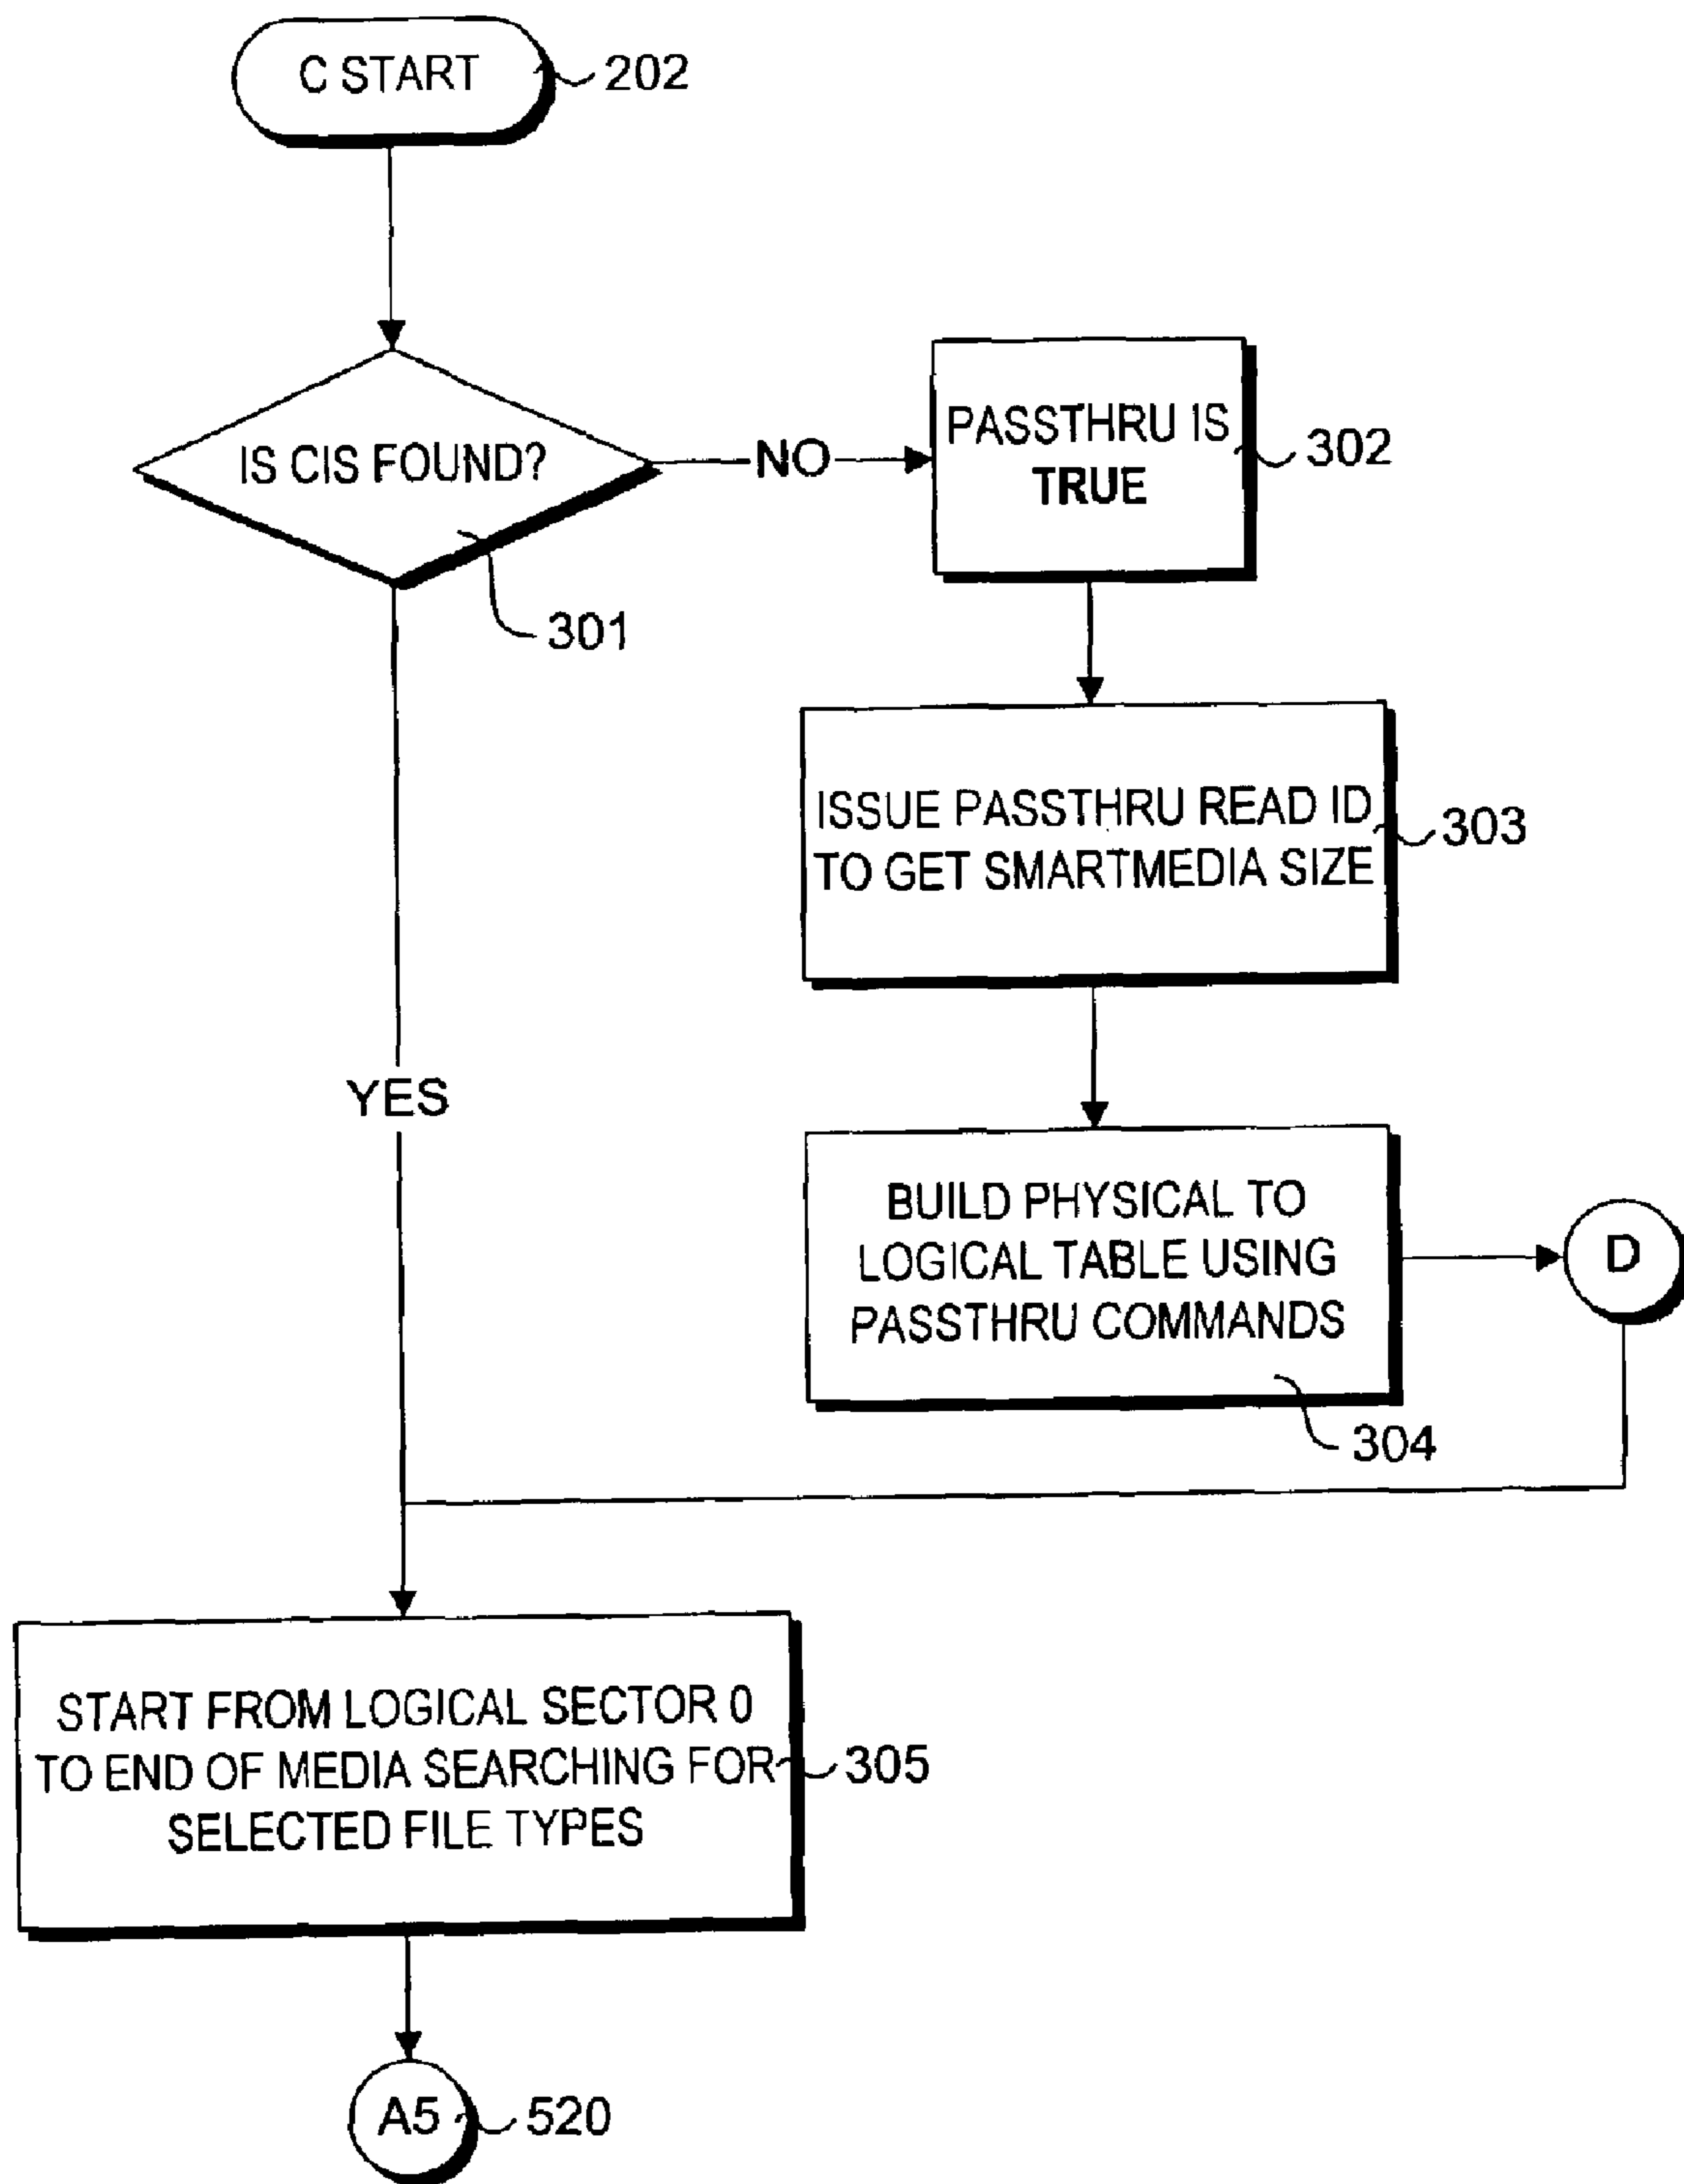 C START
202
IS CIS FOUND?
NO
PASSTHRU IS
TRUE
302
301
ISSUE PASSTHRU READ ID
TO GET SMARTMEDIA SIZE
303
YES
BUILD PHYSICAL TO
LOGICAL TABLE USING
PASSTHRU COMMANDS
D
304
START FROM LOGICAL SECTOR 0
TO END OF MEDIA SEARCHING FOR
SELECTED FILE TYPES
305
A5
520